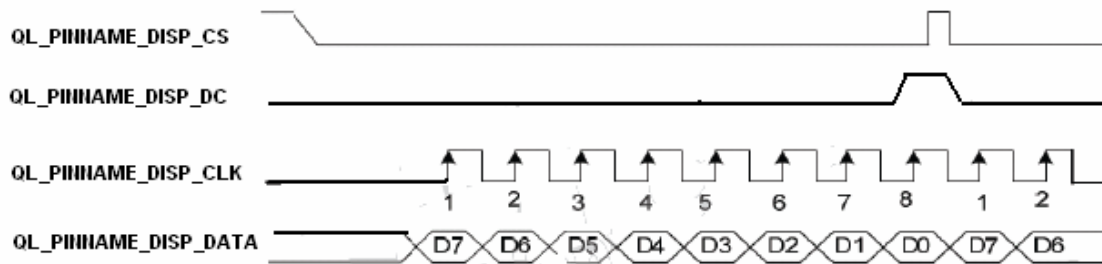 QL_PINNAME_DISP_CS
QL_PINNAME_DISP_DC
QL_PINNAME_DISP_CLK
1 2 3 4 5 6 7 8 1 2
QL_PINNAME_DISP_DATA D7 D6 D5 D4 D3 D2 D1 D0 D7 D6